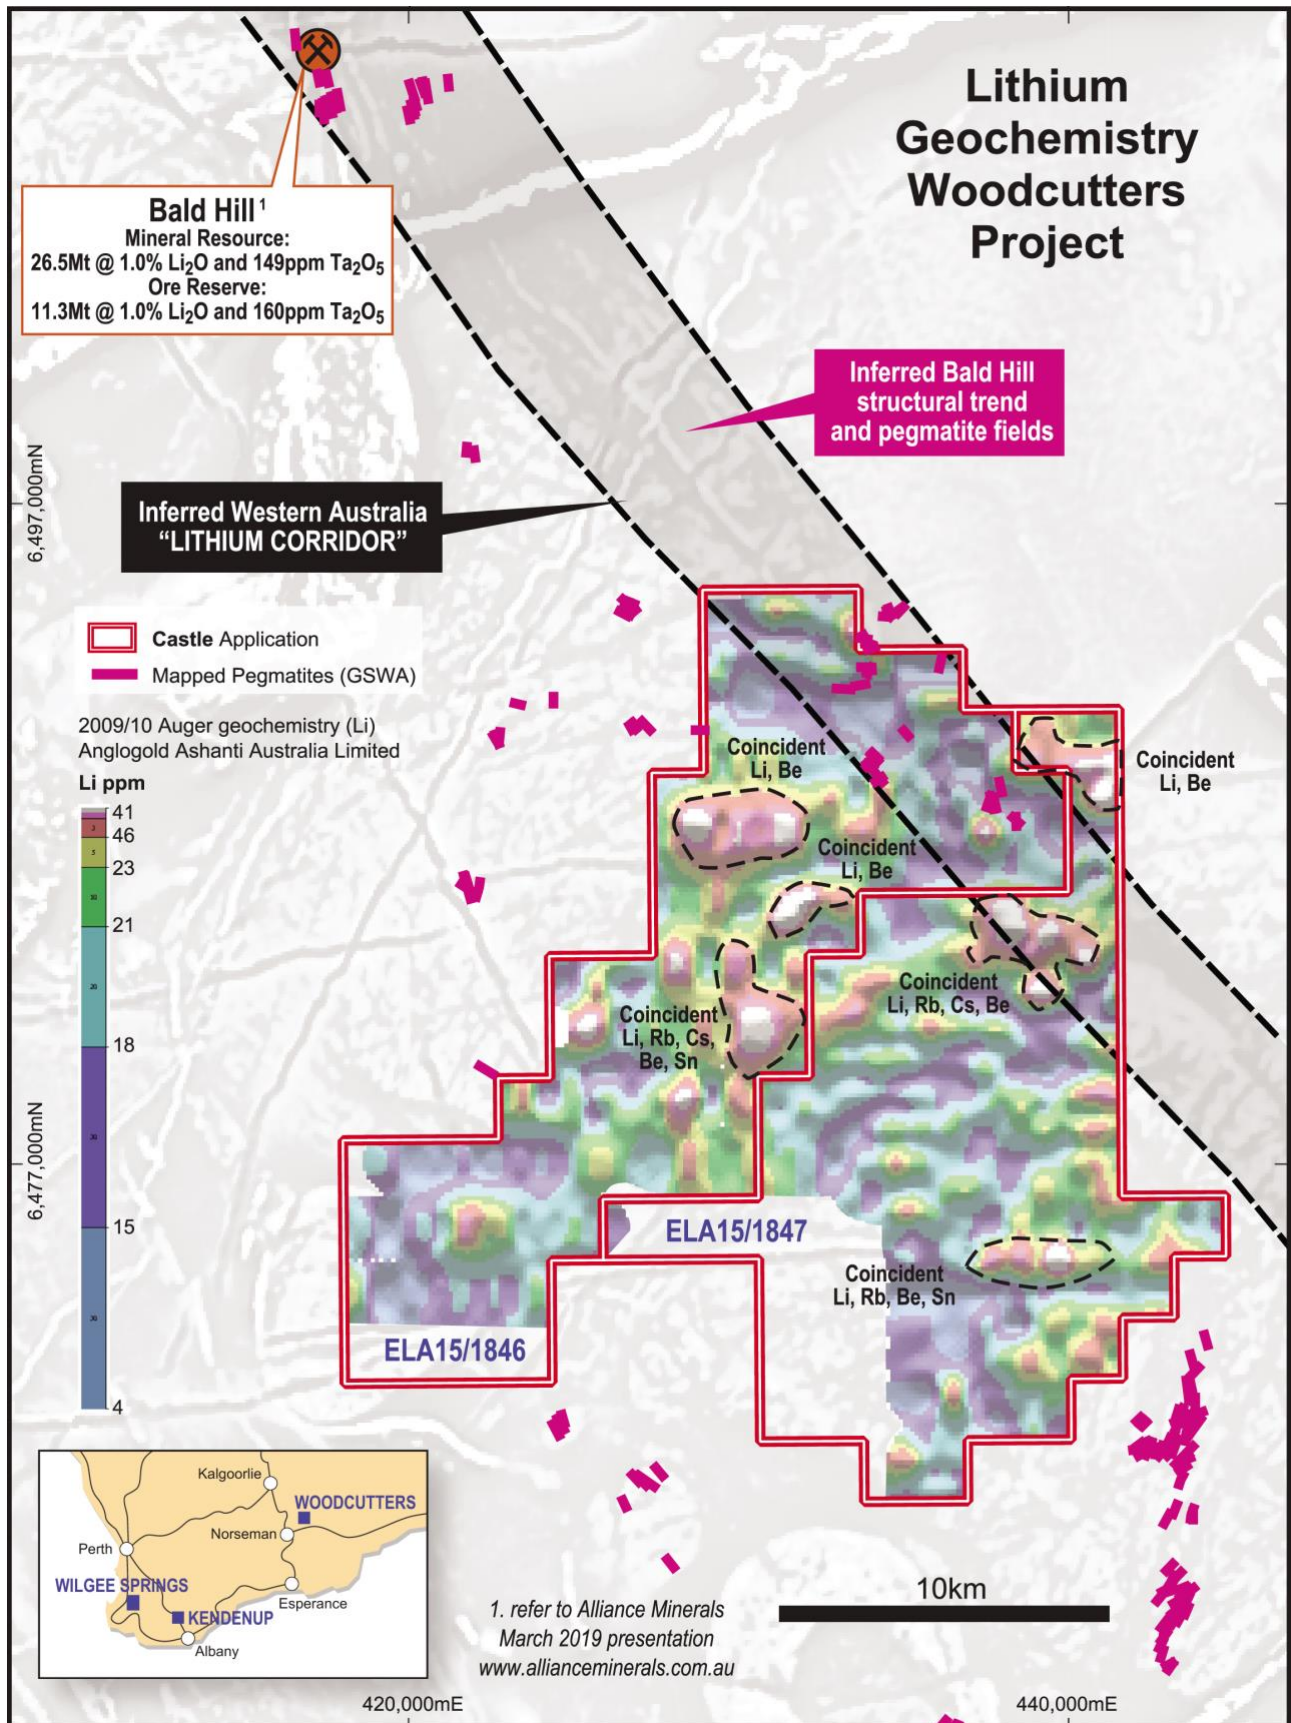 Lithium
Geochemistry
Woodcutters
Project
Bald Hill 1
Mineral Resource:
26.5Mt @ 1.0% Li2O and 149ppm Ta2O5
Ore Reserve:
11.3Mt @ 1.0% Li2O and 160ppm Ta2O5
Inferred Bald Hill
structural trend
and pegmatite fields
6,497,000mN
Inferred Western Australia
“LITHIUM CORRIDOR”
Castle Application
Mapped Pegmatites (GSWA)
2009/10 Auger geochemistry (Li)
Anglogold Ashanti Australia Limited
Li ppm
41
46
23
21
18
15
4
Coincident
Li, Be
Coincident
Li, Be
Coincident
Li, Be
Coincident
Li, Rb, Cs, Be
Coincident
Li, Rb, Cs,
Be, Sn
6,477,000mN
ELA15/1847
Coincident
Li, Rb, Be, Sn
ELA15/1846
Kalgoorlie
WOODCUTTERS
Norseman
Perth
WILGEE SPRINGS
Esperance
KENDENUP
Albany
1. refer to Alliance Minerals
March 2019 presentation
www.allianceminerals.com.au
10km
420,000mE
440,000mE